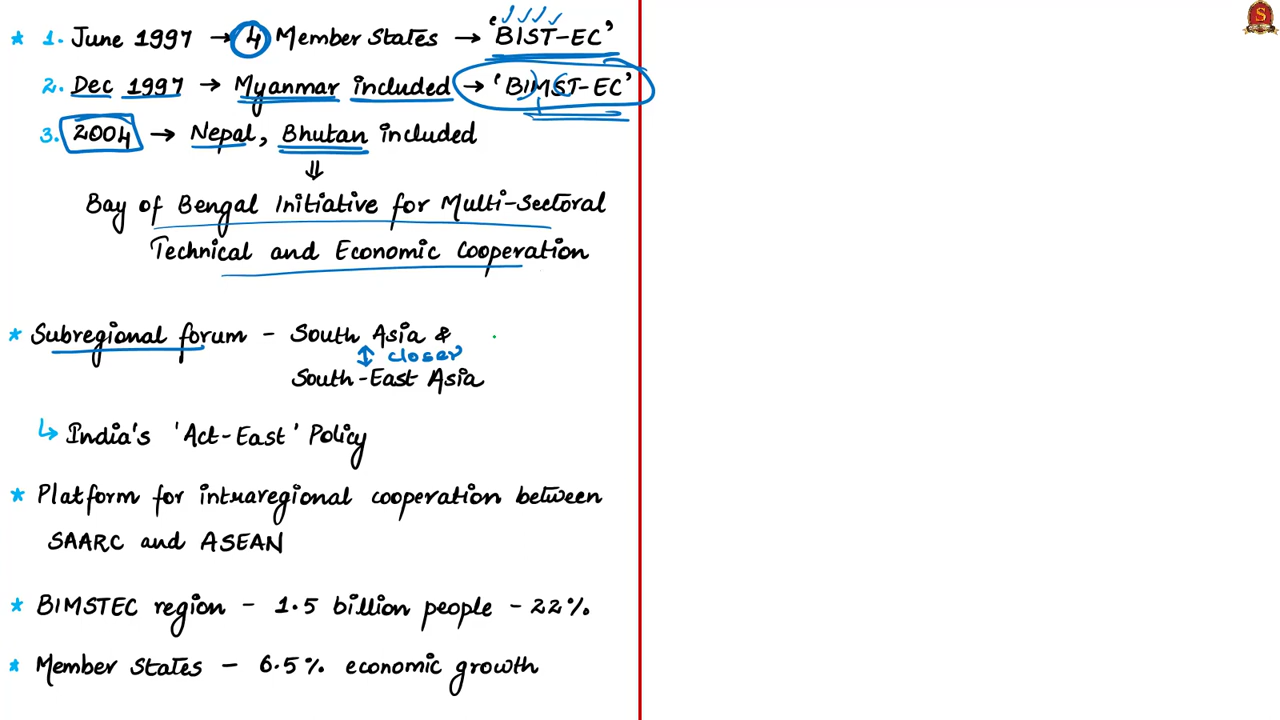 * 1. June 1997 → 4 Member States → 'BIST-EC'
2. Dec 1997 → Myanmar included → 'BIMST-EC'
3. 2004 → Nepal, Bhutan included
⇓
Bay of Bengal Initiative for Multi-Sectoral
Technical and Economic Cooperation
* Subregional forum - South Asia &
↕ closer
South-East Asia
↳ India's 'Act-East' Policy
* Platform for intraregional cooperation between
SAARC and ASEAN
* BIMSTEC region - 1.5 billion people - 22%.
* Member States - 6.5% economic growth
S